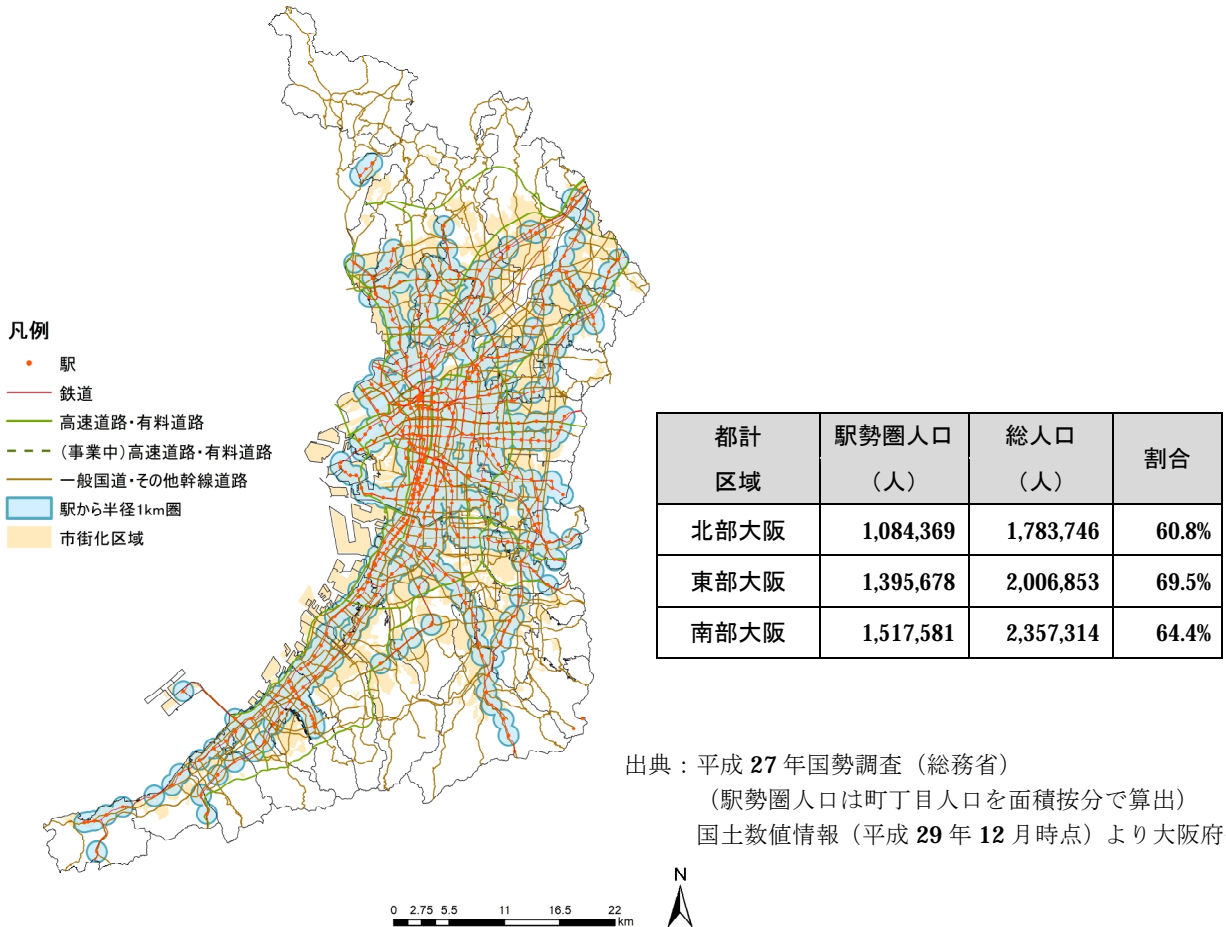 凡例
駅
鉄道
高速道路・有料道路
(事業中)高速道路・有料道路
一般国道・その他幹線道路
駅から半径1km圏
市街化区域
都計
区域
駅勢圏人口
（人）
総人口
（人）
割合
北部大阪 1,084,369 1,783,746 60.8%
東部大阪 1,395,678 2,006,853 69.5%
南部大阪 1,517,581 2,357,314 64.4%
出典：平成 27 年国勢調査（総務省）
（駅勢圏人口は町丁目人口を面積按分で算出）
国土数値情報（平成 29 年 12 月時点）より大阪府
N
0 2.75 5.5 11 16.5 22
km